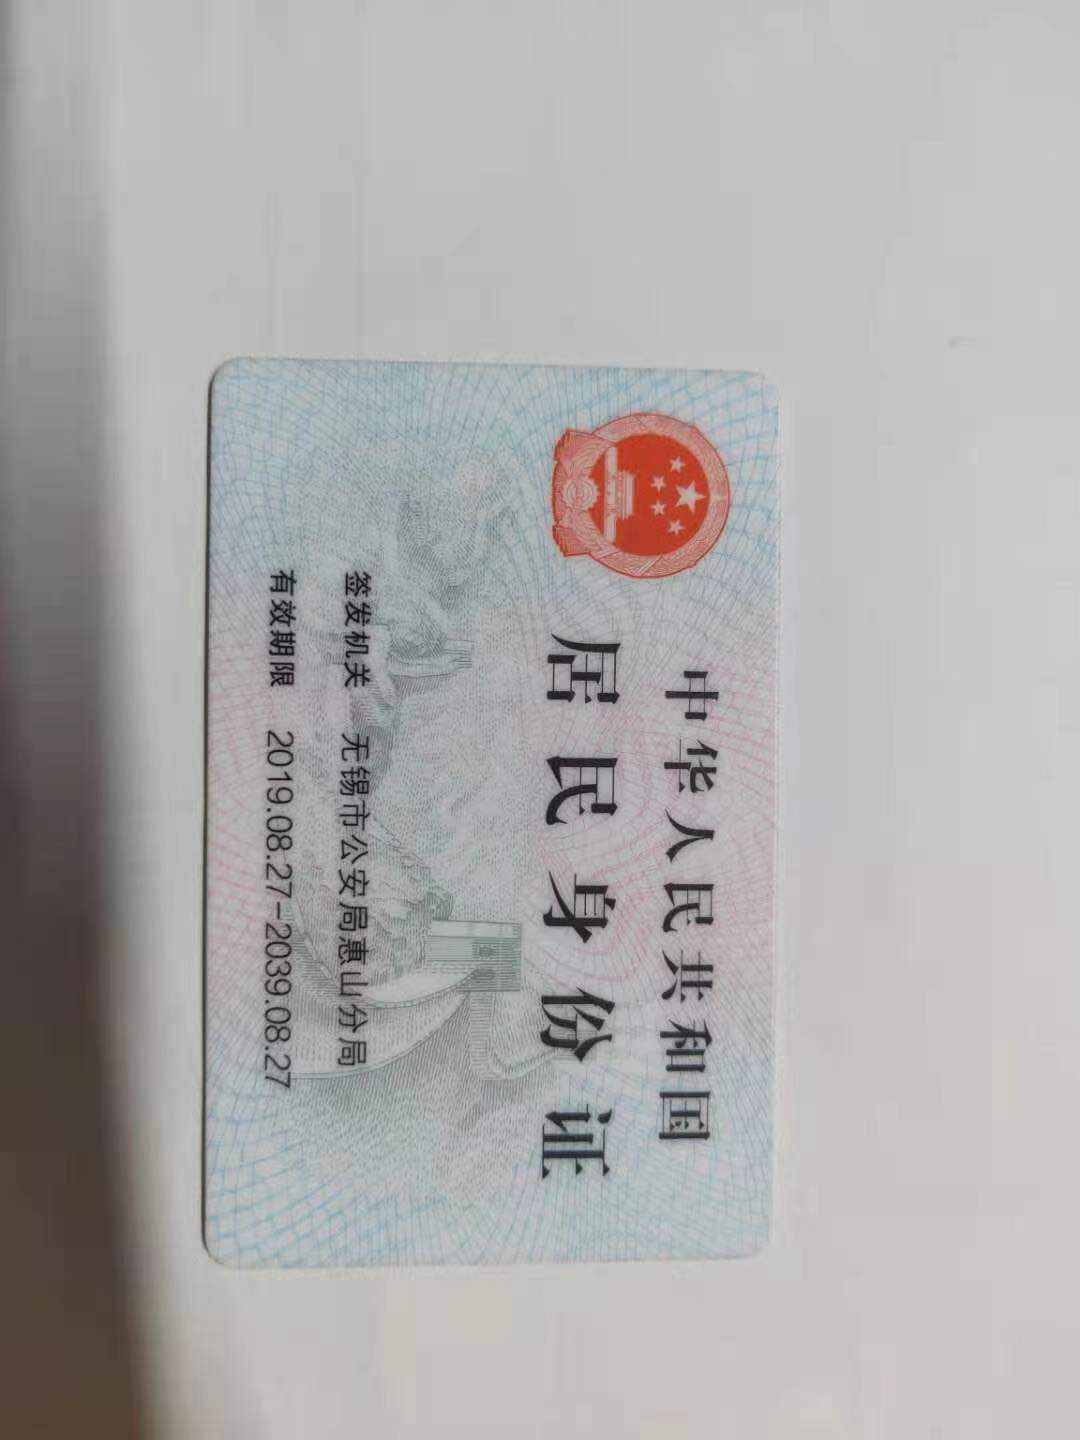 中华人民共和国
居民身份证
签发机关 无锡市公安局惠山分局
有效期限 2019.08.27-2039.08.27